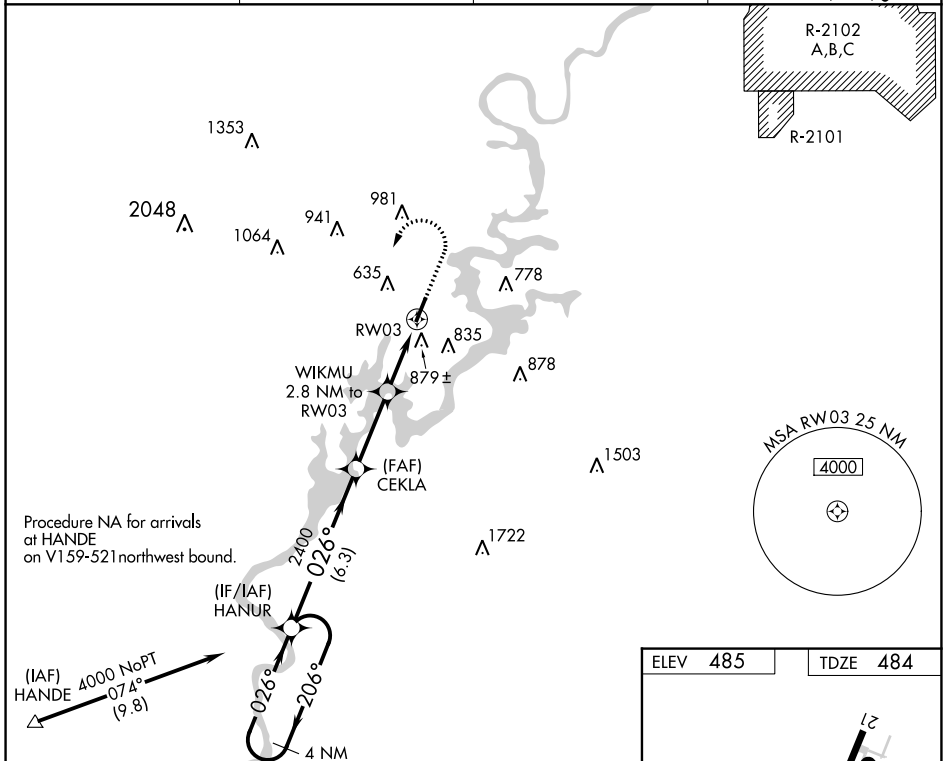 R-2102
A,B,C
R-2101
1353
2048
1064
941
981
635
778
RW03
835
879±
878
WIKMU
2.8 NM to
RW03
(FAF)
CEKLA
1503
MSA RW03 25 NM
4000
1722
Procedure NA for arrivals
at HANDE
on V159-521 northwest bound.
2400
026°
(6.3)
(IF/IAF)
HANUR
(IAF)
HANDE
4000 NoPT
074°
(9.8)
026°
206°
4 NM
ELEV 485
TDZE 484
21